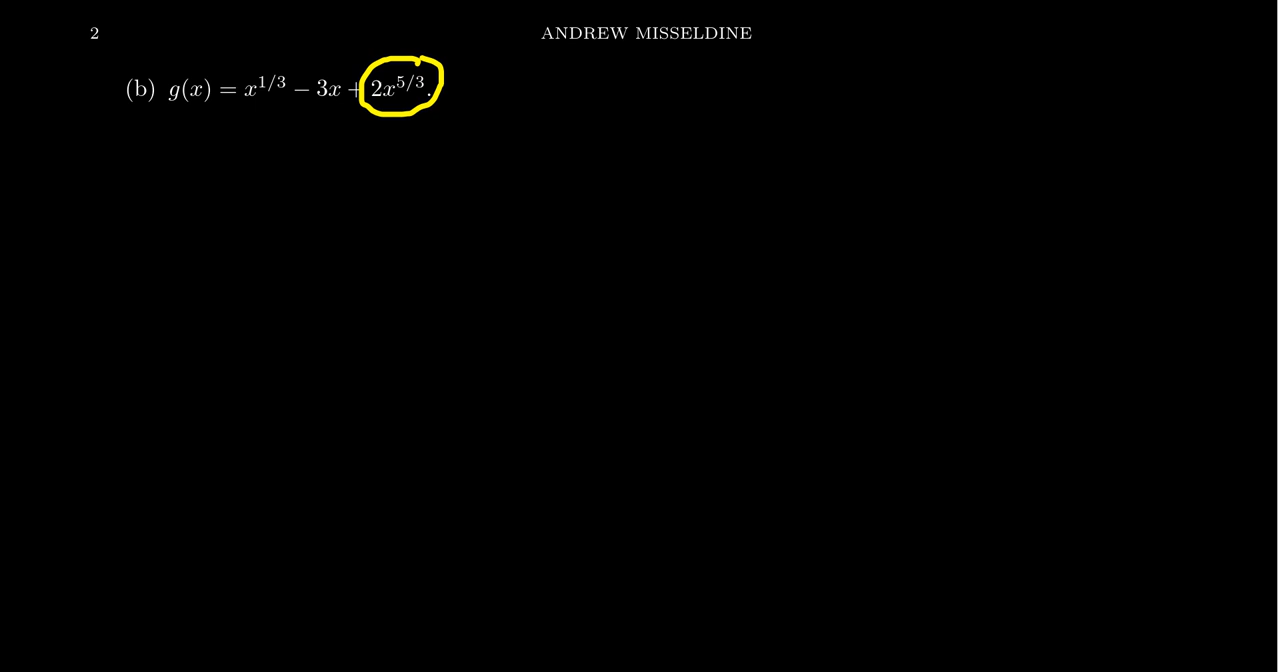 2 ANDREW MISSELDINE
(b) g(x) = x^{1/3} − 3x + 2x^{5/3}.